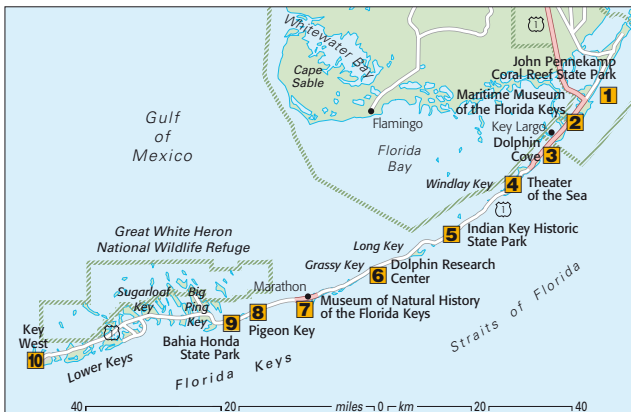 Whitewater Bay
1
Cape
Sable
John Pennekamp
Coral Reef State Park
1
Maritime Museum
of the Florida Keys
2
Gulf
of
Mexico
Flamingo
Key Largo
Florida
Bay
Dolphin
Cove
3
Windlay Key
4
Theater
of the Sea
1
5
Indian Key Historic
State Park
Great White Heron
National Wildlife Refuge
Long Key
Grassy Key
6
Dolphin Research
Center
Marathon
7
Museum of Natural History
of the Florida Keys
Straits of Florida
Sugarloaf
Key
Big
Ping
Key
8
Pigeon Key
9
Bahia Honda
State Park
1
Key
West
10
Lower Keys
Florida Keys
40 20 miles 0 km 20 40